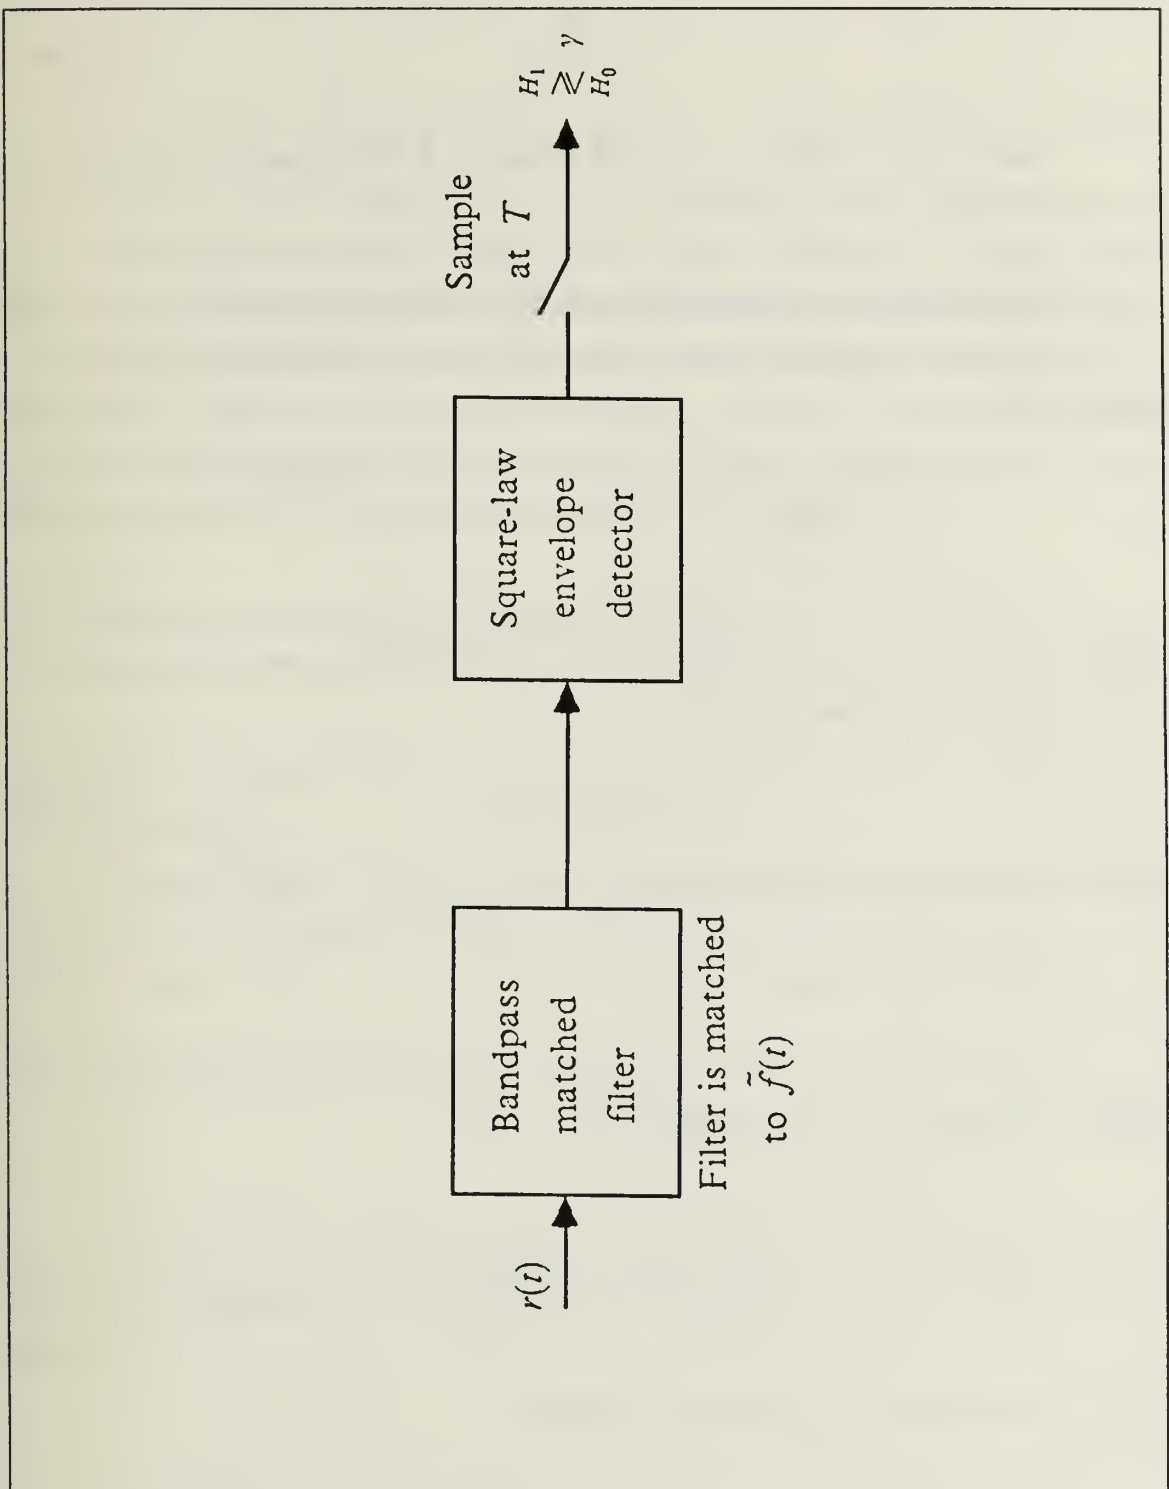 r(t)
Bandpass
matched
filter
Filter is matched
to f̃(t)
Square-law
envelope
detector
Sample
at T
H₁
≷ γ
H₀